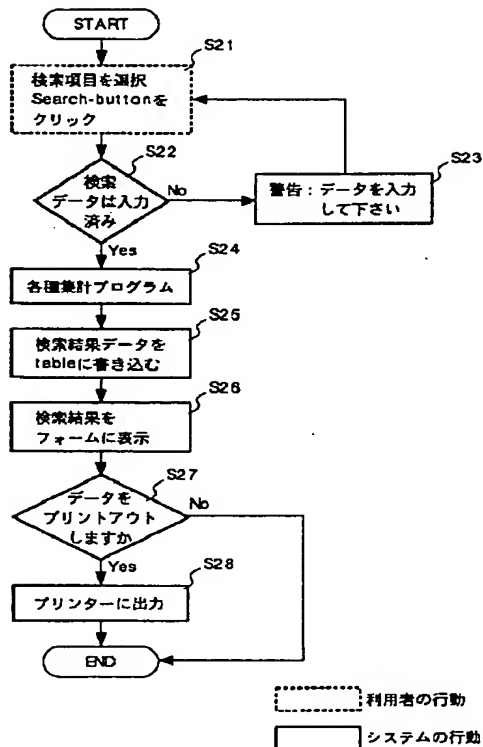 START
S21
検索項目を選択
Search-buttonを
クリック
S22
検索
データは入力
済み
No
S23
警告：データを入力
して下さい
Yes
S24
各種集計プログラム
S25
検索結果データを
tableに書き込む
S26
検索結果を
フォームに表示
S27
データを
プリントアウト
しますか
No
Yes
S28
プリンターに出力
END
利用者の行動
システムの行動